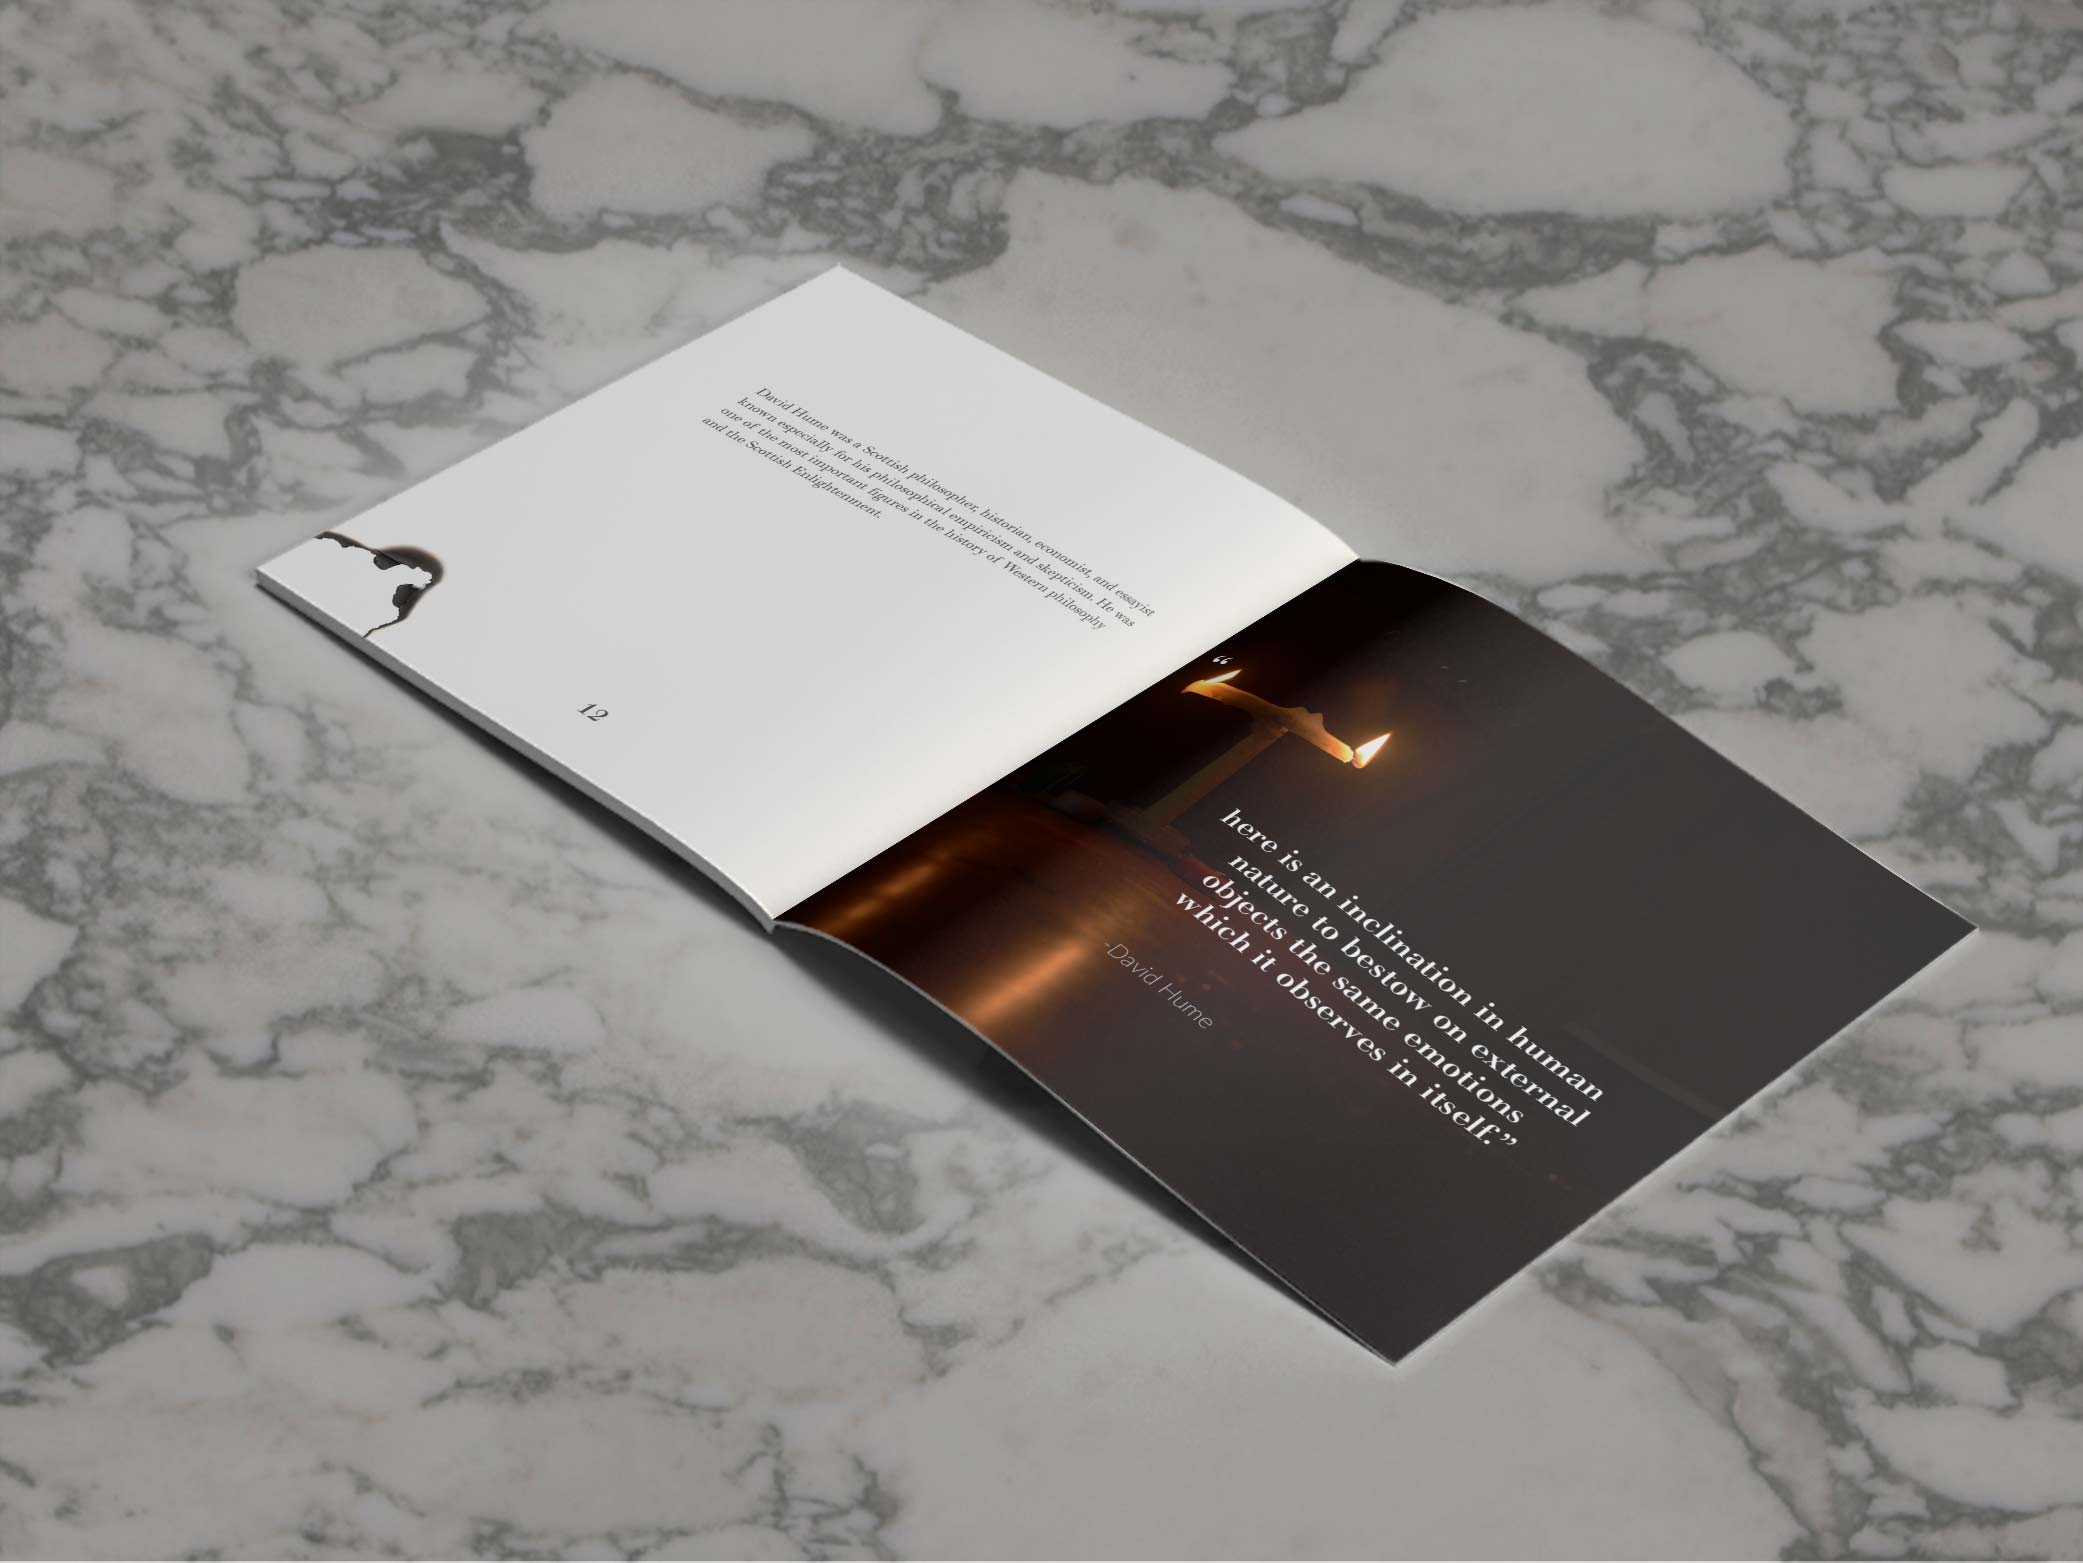 David Hume was a Scottish philosopher, historian, economist, and essayist
known especially for his philosophical empiricism and skepticism. He was
one of the most important figures in the history of Western philosophy
and the Scottish Enlightenment.
12
“
here is an inclination in human
nature to bestow on external
objects the same emotions
which it observes in itself.”
-David Hume